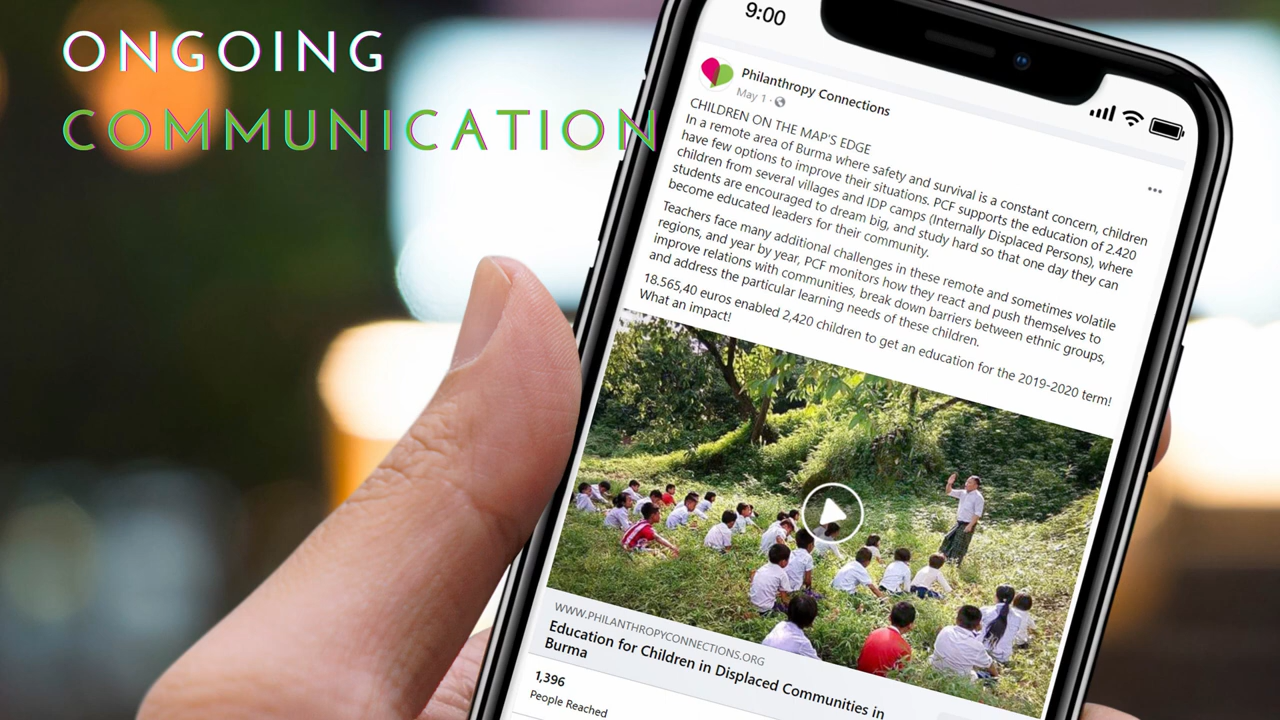 ONGOING
COMMUNICATION
9:00
Philanthropy Connections
May 1 ·
CHILDREN ON THE MAP'S EDGE
In a remote area of Burma where safety and survival is a constant concern, children
have few options to improve their situations. PCF supports the education of 2.420
children from several villages and IDP camps (Internally Displaced Persons), where
students are encouraged to dream big, and study hard so that one day they can
become educated leaders for their community.
Teachers face many additional challenges in these remote and sometimes volatile
regions, and year by year, PCF monitors how they react and push themselves to
improve relations with communities, break down barriers between ethnic groups,
and address the particular learning needs of these children.
18.565,40 euros enabled 2,420 children to get an education for the 2019-2020 term!
What an impact!
WWW.PHILANTHROPYCONNECTIONS.ORG
Education for Children in Displaced Communities in
Burma
1,396
People Reached